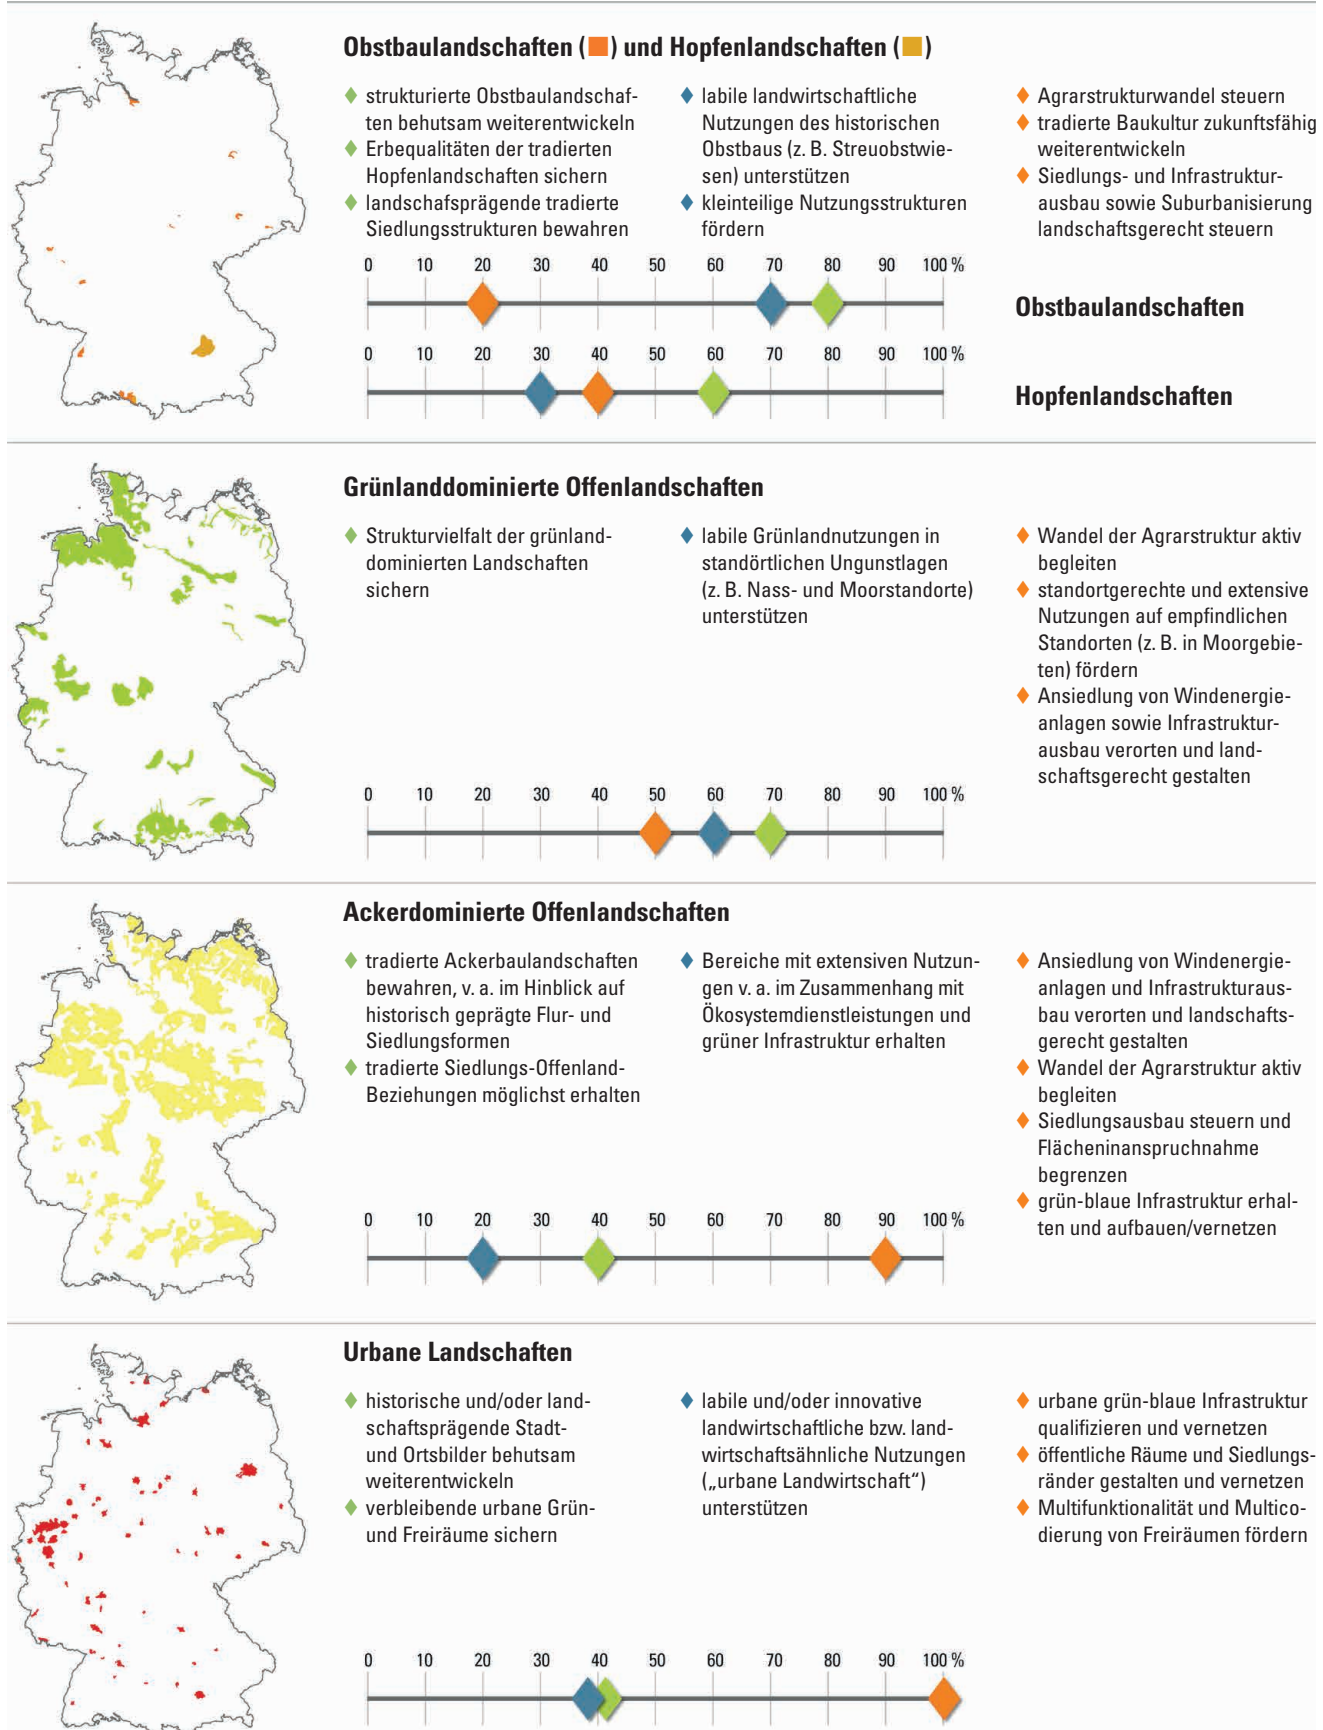 Obstbaulandschaften (■) und Hopfenlandschaften (■)
♦ strukturierte Obstbaulandschaf-
ten behutsam weiterentwickeln
♦ Erbequalitäten der tradierten
Hopfenlandschaften sichern
♦ landschafsprägende tradierte
Siedlungsstrukturen bewahren
♦ labile landwirtschaftliche
Nutzungen des historischen
Obstbaus (z. B. Streuobstwie-
sen) unterstützen
♦ kleinteilige Nutzungsstrukturen
fördern
♦ Agrarstrukturwandel steuern
♦ tradierte Baukultur zukunftsfähig
weiterentwickeln
♦ Siedlungs- und Infrastruktur-
ausbau sowie Suburbanisierung
landschaftsgerecht steuern
0 10 20 30 40 50 60 70 80 90 100 %
Obstbaulandschaften
0 10 20 30 40 50 60 70 80 90 100 %
Hopfenlandschaften
Grünlanddominierte Offenlandschaften
♦ Strukturvielfalt der grünland-
dominierten Landschaften
sichern
♦ labile Grünlandnutzungen in
standörtlichen Ungunstlagen
(z. B. Nass- und Moorstandorte)
unterstützen
♦ Wandel der Agrarstruktur aktiv
begleiten
♦ standortgerechte und extensive
Nutzungen auf empfindlichen
Standorten (z. B. in Moorgebie-
ten) fördern
♦ Ansiedlung von Windenergie-
anlagen sowie Infrastruktur-
ausbau verorten und land-
schaftsgerecht gestalten
0 10 20 30 40 50 60 70 80 90 100 %
Ackerdominierte Offenlandschaften
♦ tradierte Ackerbaulandschaften
bewahren, v. a. im Hinblick auf
historisch geprägte Flur- und
Siedlungsformen
♦ tradierte Siedlungs-Offenland-
Beziehungen möglichst erhalten
♦ Bereiche mit extensiven Nutzun-
gen v. a. im Zusammenhang mit
Ökosystemdienstleistungen und
grüner Infrastruktur erhalten
♦ Ansiedlung von Windenergie-
anlagen und Infrastrukturaus-
bau verorten und landschafts-
gerecht gestalten
♦ Wandel der Agrarstruktur aktiv
begleiten
♦ Siedlungsausbau steuern und
Flächeninanspruchnahme
begrenzen
♦ grün-blaue Infrastruktur erhal-
ten und aufbauen/vernetzen
0 10 20 30 40 50 60 70 80 90 100 %
Urbane Landschaften
♦ historische und/oder land-
schaftsprägende Stadt-
und Ortsbilder behutsam
weiterentwickeln
♦ verbleibende urbane Grün-
und Freiräume sichern
♦ labile und/oder innovative
landwirtschaftliche bzw. land-
wirtschaftsähnliche Nutzungen
(„urbane Landwirtschaft“)
unterstützen
♦ urbane grün-blaue Infrastruktur
qualifizieren und vernetzen
♦ öffentliche Räume und Siedlungs-
ränder gestalten und vernetzen
♦ Multifunktionalität und Multico-
dierung von Freiräumen fördern
0 10 20 30 40 50 60 70 80 90 100 %